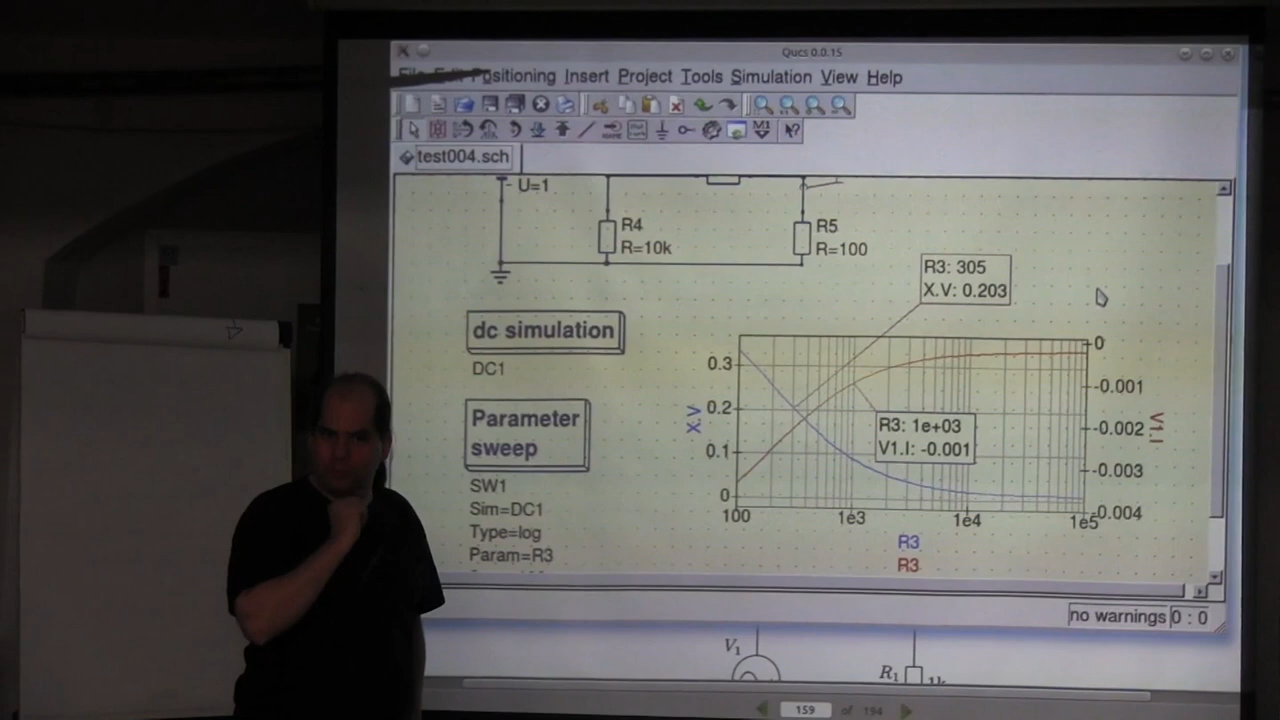 Qucs 0.0.15
File Edit Positioning Insert Project Tools Simulation View Help
test004.sch
U=1
R4
R=10k
R5
R=100
R3: 305
X.V: 0.203
dc simulation
DC1
Parameter
sweep
SW1
Sim=DC1
Type=log
Param=R3
X.V
0.3
0.2
0.1
0
100
1e3
1e4
1e5
R3
R3
0
-0.001
-0.002
-0.003
-0.004
V1.I
R3: 1e+03
V1.I: -0.001
no warnings 0 : 0
V1
R1
159 of 194